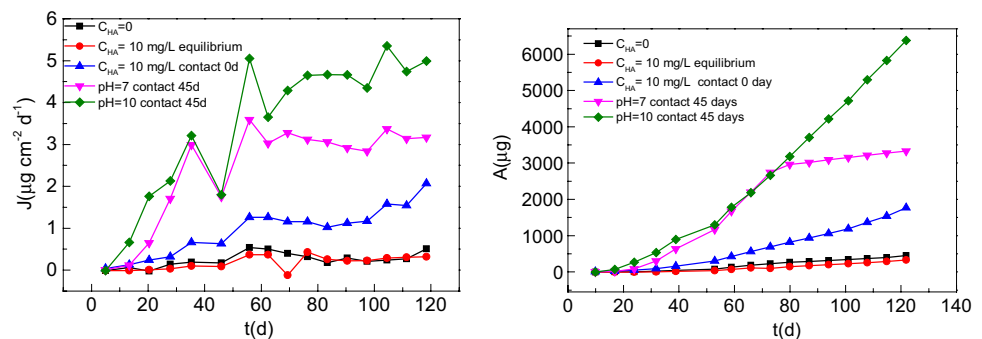 C_HA=0
C_HA= 10 mg/L equilibrium
C_HA= 10 mg/L contact 0d
pH=7 contact 45d
pH=10 contact 45d
J(μg cm⁻² d⁻¹)
6
5
4
3
2
1
0
0 20 40 60 80 100 120
t(d)
C_HA=0
C_HA= 10 mg/L equilibrium
C_HA= 10 mg/L contact 0 day
pH=7 contact 45 days
pH=10 contact 45 days
A(μg)
6000
5000
4000
3000
2000
1000
0
0 20 40 60 80 100 120 140
t(d)